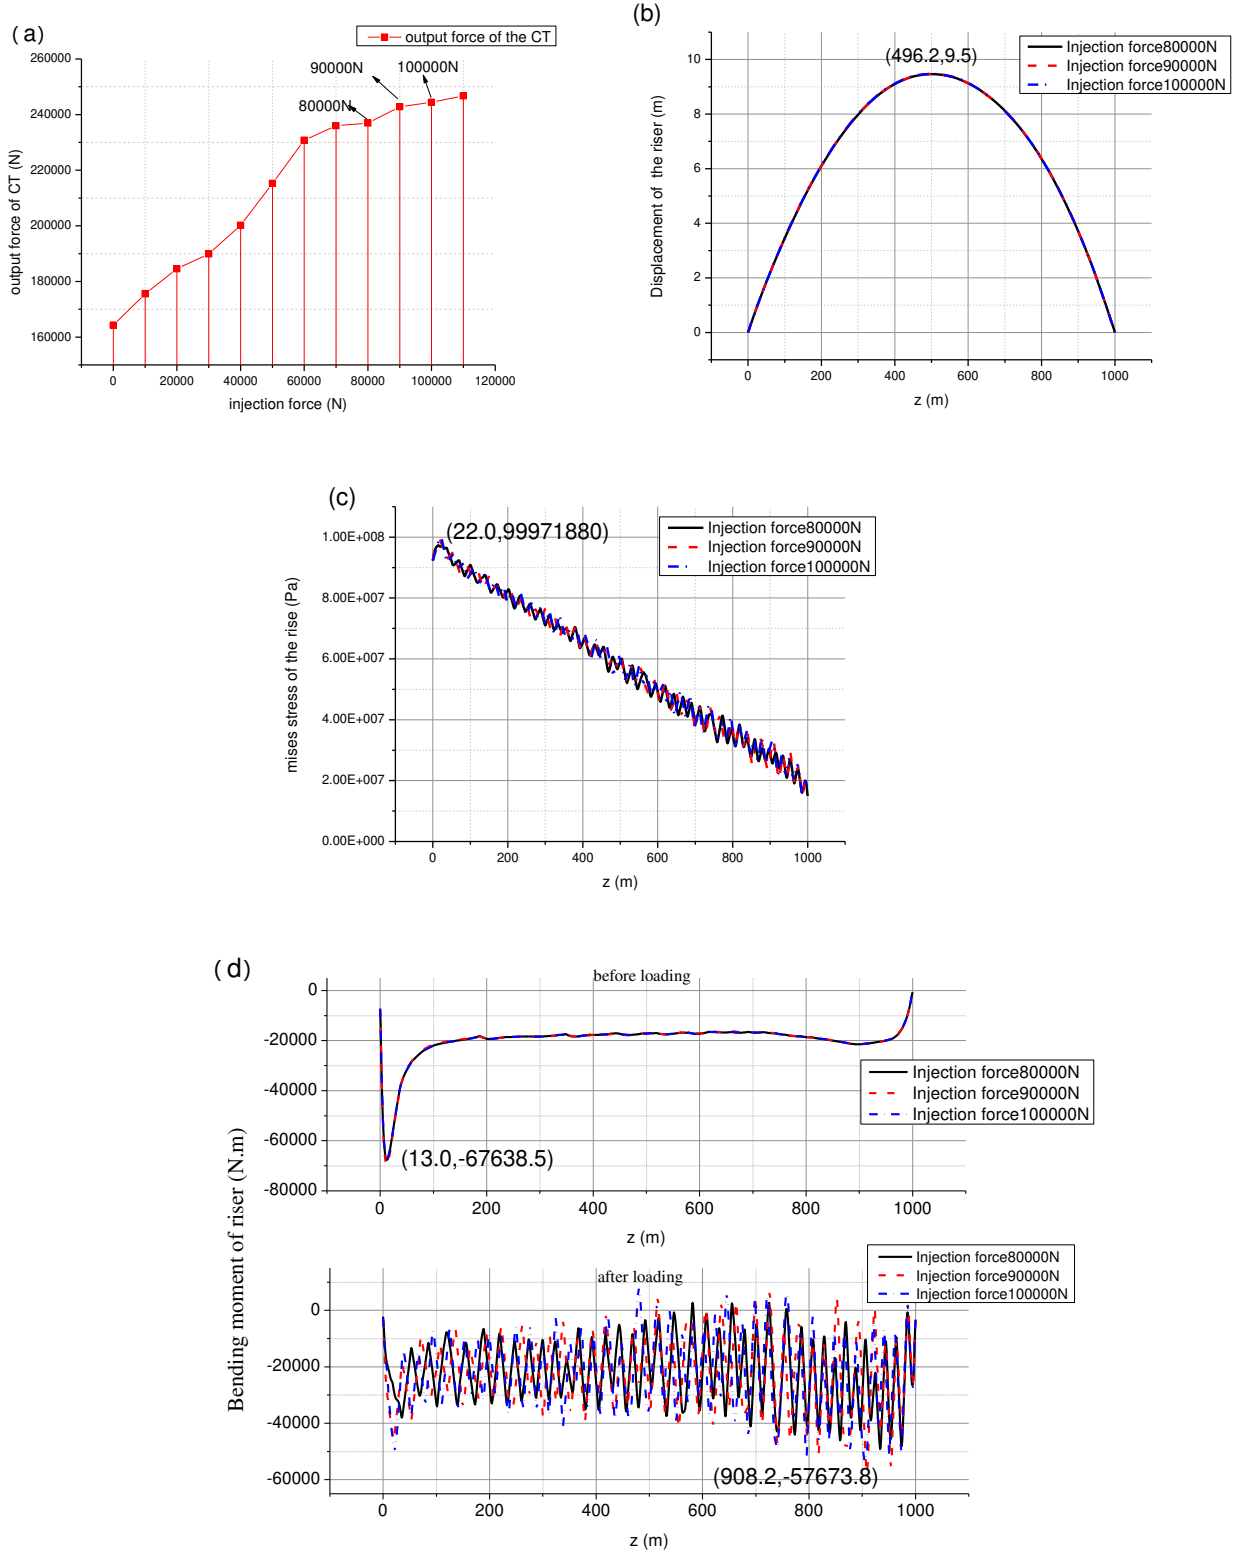 (a)
output force of the CT
260000
240000
220000
200000
180000
160000
output force of CT (N)
90000N
100000N
80000N
0
20000
40000
60000
80000
100000
120000
injection force (N)
(b)
(496.2,9.5)
Injection force80000N
Injection force90000N
Injection force100000N
10
8
6
4
2
0
Displacement of the riser (m)
0
200
400
600
800
1000
z (m)
(c)
(22.0,99971880)
Injection force80000N
Injection force90000N
Injection force100000N
1.00E+008
8.00E+007
6.00E+007
4.00E+007
2.00E+007
0.00E+000
mises stress of the rise (Pa)
0
200
400
600
800
1000
z (m)
(d)
before loading
0
-20000
-40000
-60000
-80000
Injection force80000N
Injection force90000N
Injection force100000N
(13.0,-67638.5)
0
200
400
600
800
1000
z (m)
Bending moment of riser (N.m)
after loading
Injection force80000N
Injection force90000N
Injection force100000N
0
-20000
-40000
-60000
(908.2,-57673.8)
0
200
400
600
800
1000
z (m)